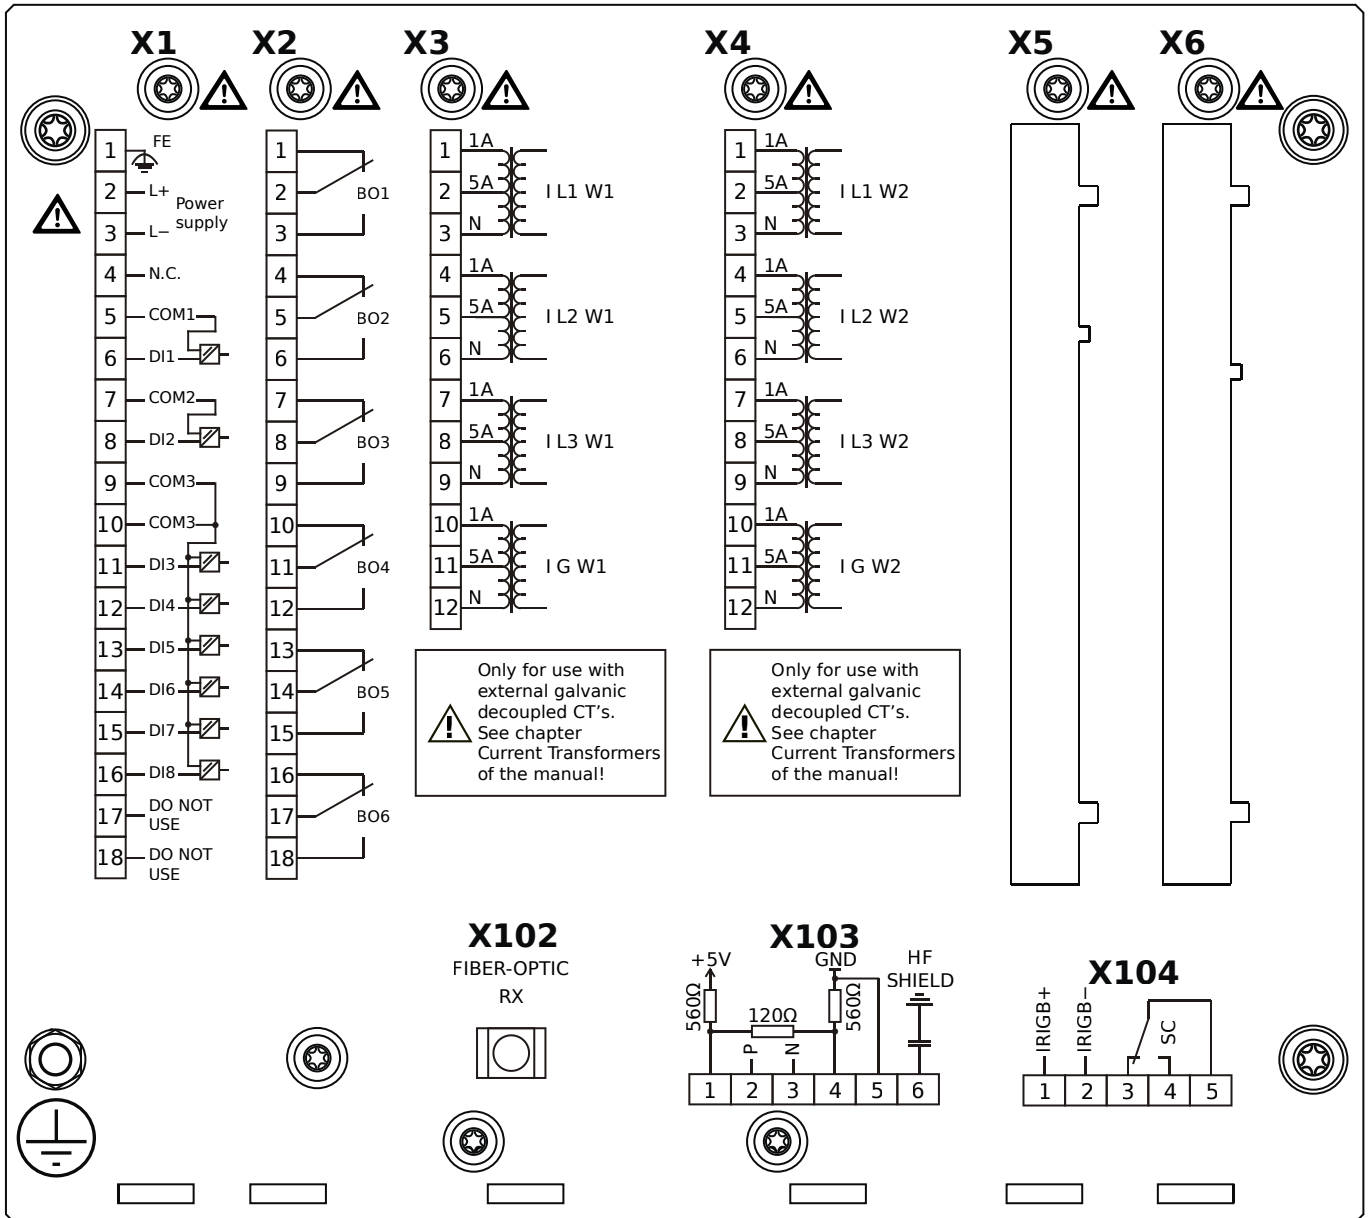 X1
X2
X3
X4
X5
X6
1
FE
2
L+
Power
supply
3
L−
4
N.C.
5
COM1
6
DI1
7
COM2
8
DI2
9
COM3
10
COM3
11
DI3
12
DI4
13
DI5
14
DI6
15
DI7
16
DI8
17
DO NOT
USE
18
DO NOT
USE
1
2
BO1
3
4
5
BO2
6
7
8
BO3
9
10
11
BO4
12
13
14
BO5
15
16
17
BO6
18
1
1A
2
5A
I L1 W1
3
N
4
1A
5
5A
I L2 W1
6
N
7
1A
8
5A
I L3 W1
9
N
10
1A
11
5A
I G W1
12
N
Only for use with
external galvanic
decoupled CT's.
See chapter
Current Transformers
of the manual!
1
1A
2
5A
I L1 W2
3
N
4
1A
5
5A
I L2 W2
6
N
7
1A
8
5A
I L3 W2
9
N
10
1A
11
5A
I G W2
12
N
Only for use with
external galvanic
decoupled CT's.
See chapter
Current Transformers
of the manual!
X102
FIBER-OPTIC
RX
X103
+5V
GND
HF
SHIELD
560Ω
120Ω
560Ω
P
N
1
2
3
4
5
6
X104
IRIGB+
IRIGB−
SC
1
2
3
4
5